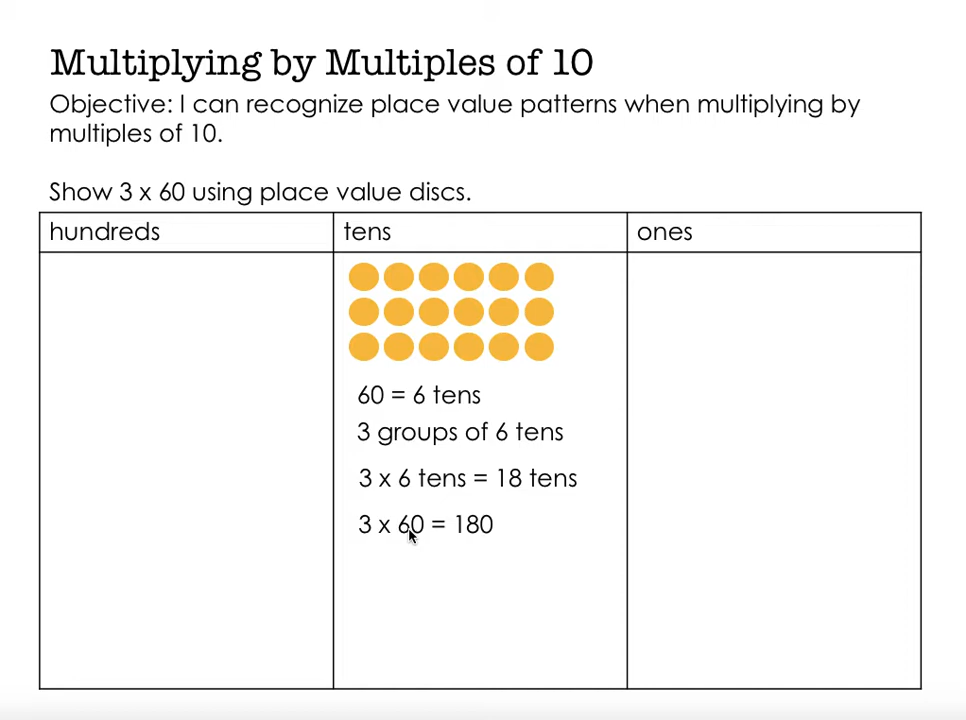 Multiplying by Multiples of 10
Objective: I can recognize place value patterns when multiplying by
multiples of 10.
Show 3 x 60 using place value discs.
hundreds
tens
ones
60 = 6 tens
3 groups of 6 tens
3 x 6 tens = 18 tens
3 x 60 = 180